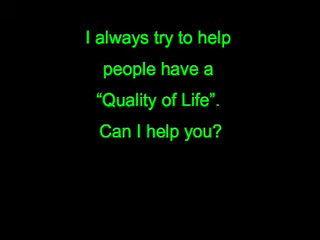 I always try to help
people have a
“Quality of Life”.
Can I help you?